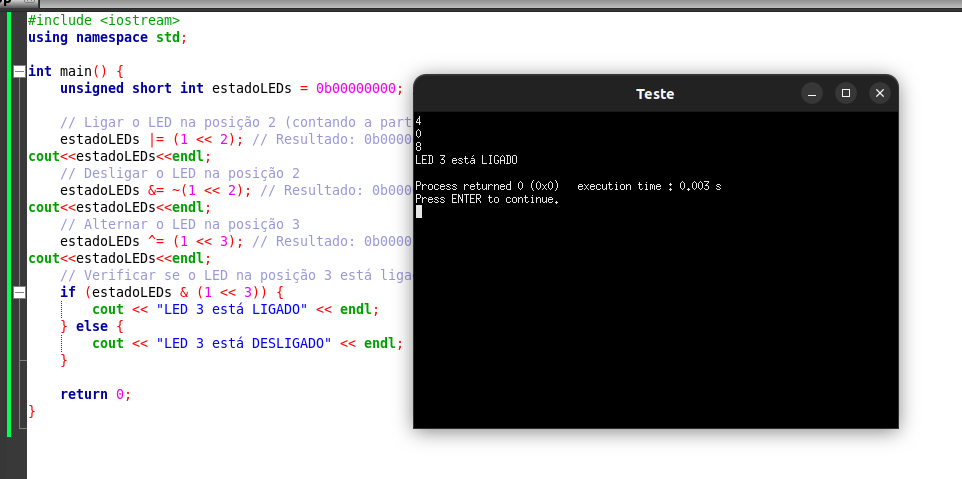 #include <iostream>
using namespace std;
int main() {
unsigned short int estadoLEDs = 0b00000000;
// Ligar o LED na posição 2 (contando a part
estadoLEDs |= (1 << 2); // Resultado: 0b0000
cout<<estadoLEDs<<endl;
// Desligar o LED na posição 2
estadoLEDs &= ~(1 << 2); // Resultado: 0b000
cout<<estadoLEDs<<endl;
// Alternar o LED na posição 3
estadoLEDs ^= (1 << 3); // Resultado: 0b0000
cout<<estadoLEDs<<endl;
// Verificar se o LED na posição 3 está liga
if (estadoLEDs & (1 << 3)) {
cout << "LED 3 está LIGADO" << endl;
} else {
cout << "LED 3 está DESLIGADO" << endl;
}
return 0;
}
Teste
4
0
8
LED 3 está LIGADO
Process returned 0 (0x0) execution time : 0.003 s
Press ENTER to continue.